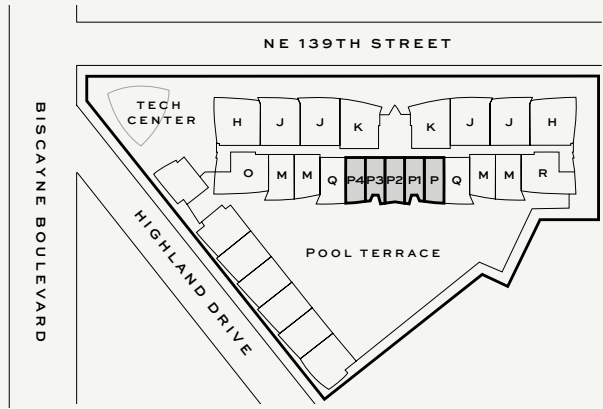 NE 139TH STREET
BISCAYNE BOULEVARD
TECH
CENTER
H J J K K J J H
O M M Q P4 P3 P2 P1 P Q M M R
HIGHLAND DRIVE
POOL TERRACE